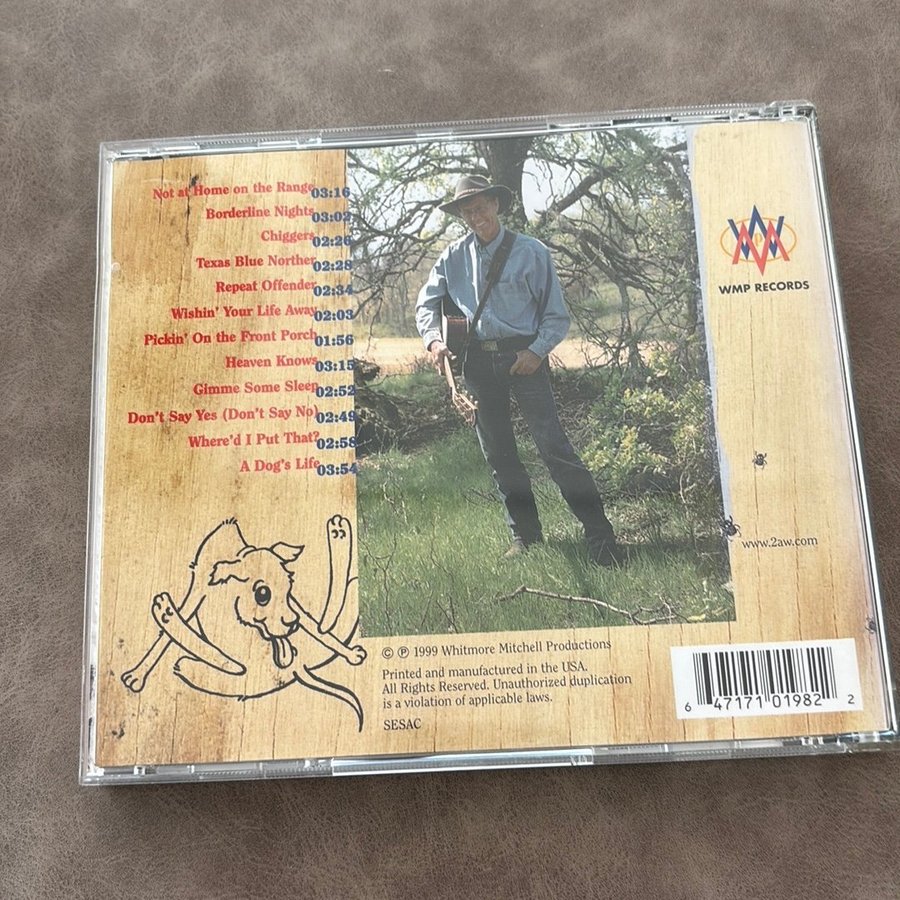 Not at Home on the Range 03:16
Borderline Nights 03:02
Chiggers 02:26
Texas Blue Norther 02:28
Repeat Offender 02:34
Wishin' Your Life Away 02:03
Pickin' On the Front Porch 01:56
Heaven Knows 03:15
Gimme Some Sleep 02:52
Don't Say Yes (Don't Say No) 02:49
Where'd I Put That? 02:58
A Dog's Life 03:54
WMP RECORDS
www.2aw.com
© ℗ 1999 Whitmore Mitchell Productions
Printed and manufactured in the USA.
All Rights Reserved. Unauthorized duplication
is a violation of applicable laws.
SESAC
6 47171 01982 2